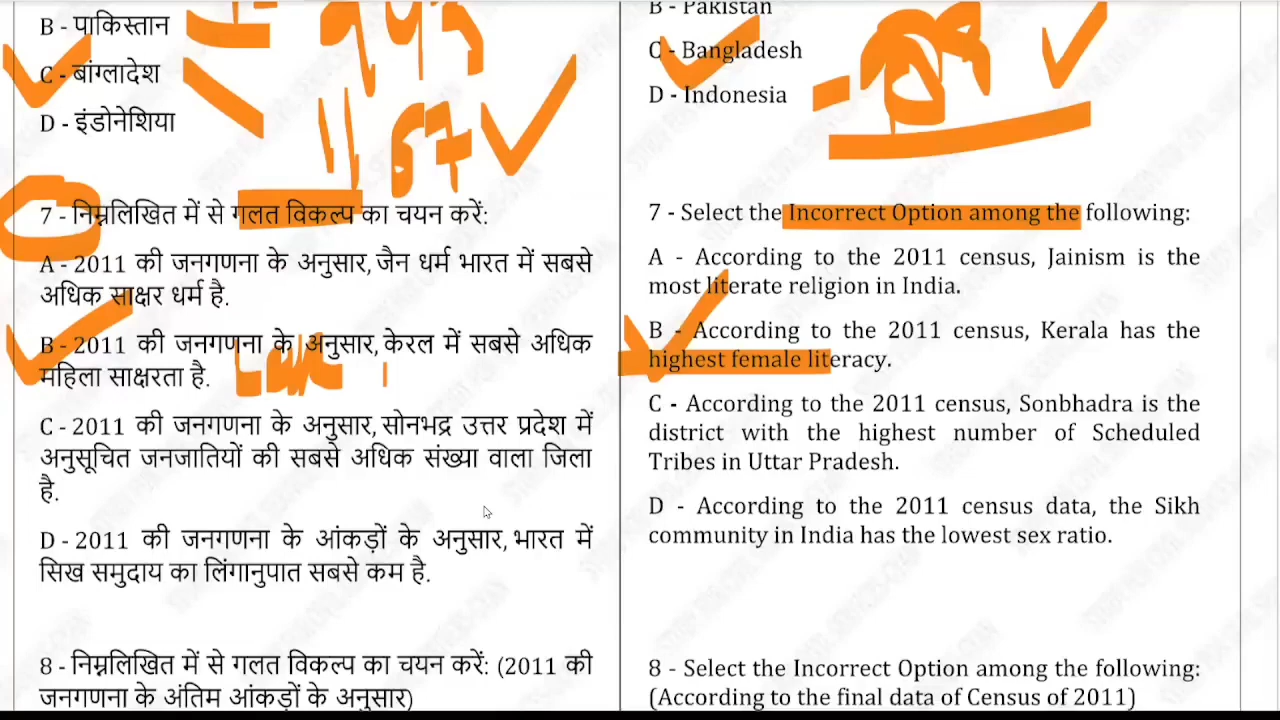 B - पाकिस्तान
C - बांग्लादेश
D - इंडोनेशिया
1167
7 - निम्नलिखित में से गलत विकल्प का चयन करें:
A - 2011 की जनगणना के अनुसार, जैन धर्म भारत में सबसे
अधिक साक्षर धर्म है.
B - 2011 की जनगणना के अनुसार, केरल में सबसे अधिक
महिला साक्षरता है.
C - 2011 की जनगणना के अनुसार, सोनभद्र उत्तर प्रदेश में
अनुसूचित जनजातियों की सबसे अधिक संख्या वाला जिला
है.
D - 2011 की जनगणना के आंकड़ों के अनुसार, भारत में
सिख समुदाय का लिंगानुपात सबसे कम है.
8 - निम्नलिखित में से गलत विकल्प का चयन करें: (2011 की
जनगणना के अंतिम आंकड़ों के अनुसार)
B - Pakistan
C - Bangladesh
D - Indonesia
7 - Select the Incorrect Option among the following:
A - According to the 2011 census, Jainism is the
most literate religion in India.
B - According to the 2011 census, Kerala has the
highest female literacy.
C - According to the 2011 census, Sonbhadra is the
district with the highest number of Scheduled
Tribes in Uttar Pradesh.
D - According to the 2011 census data, the Sikh
community in India has the lowest sex ratio.
8 - Select the Incorrect Option among the following:
(According to the final data of Census of 2011)